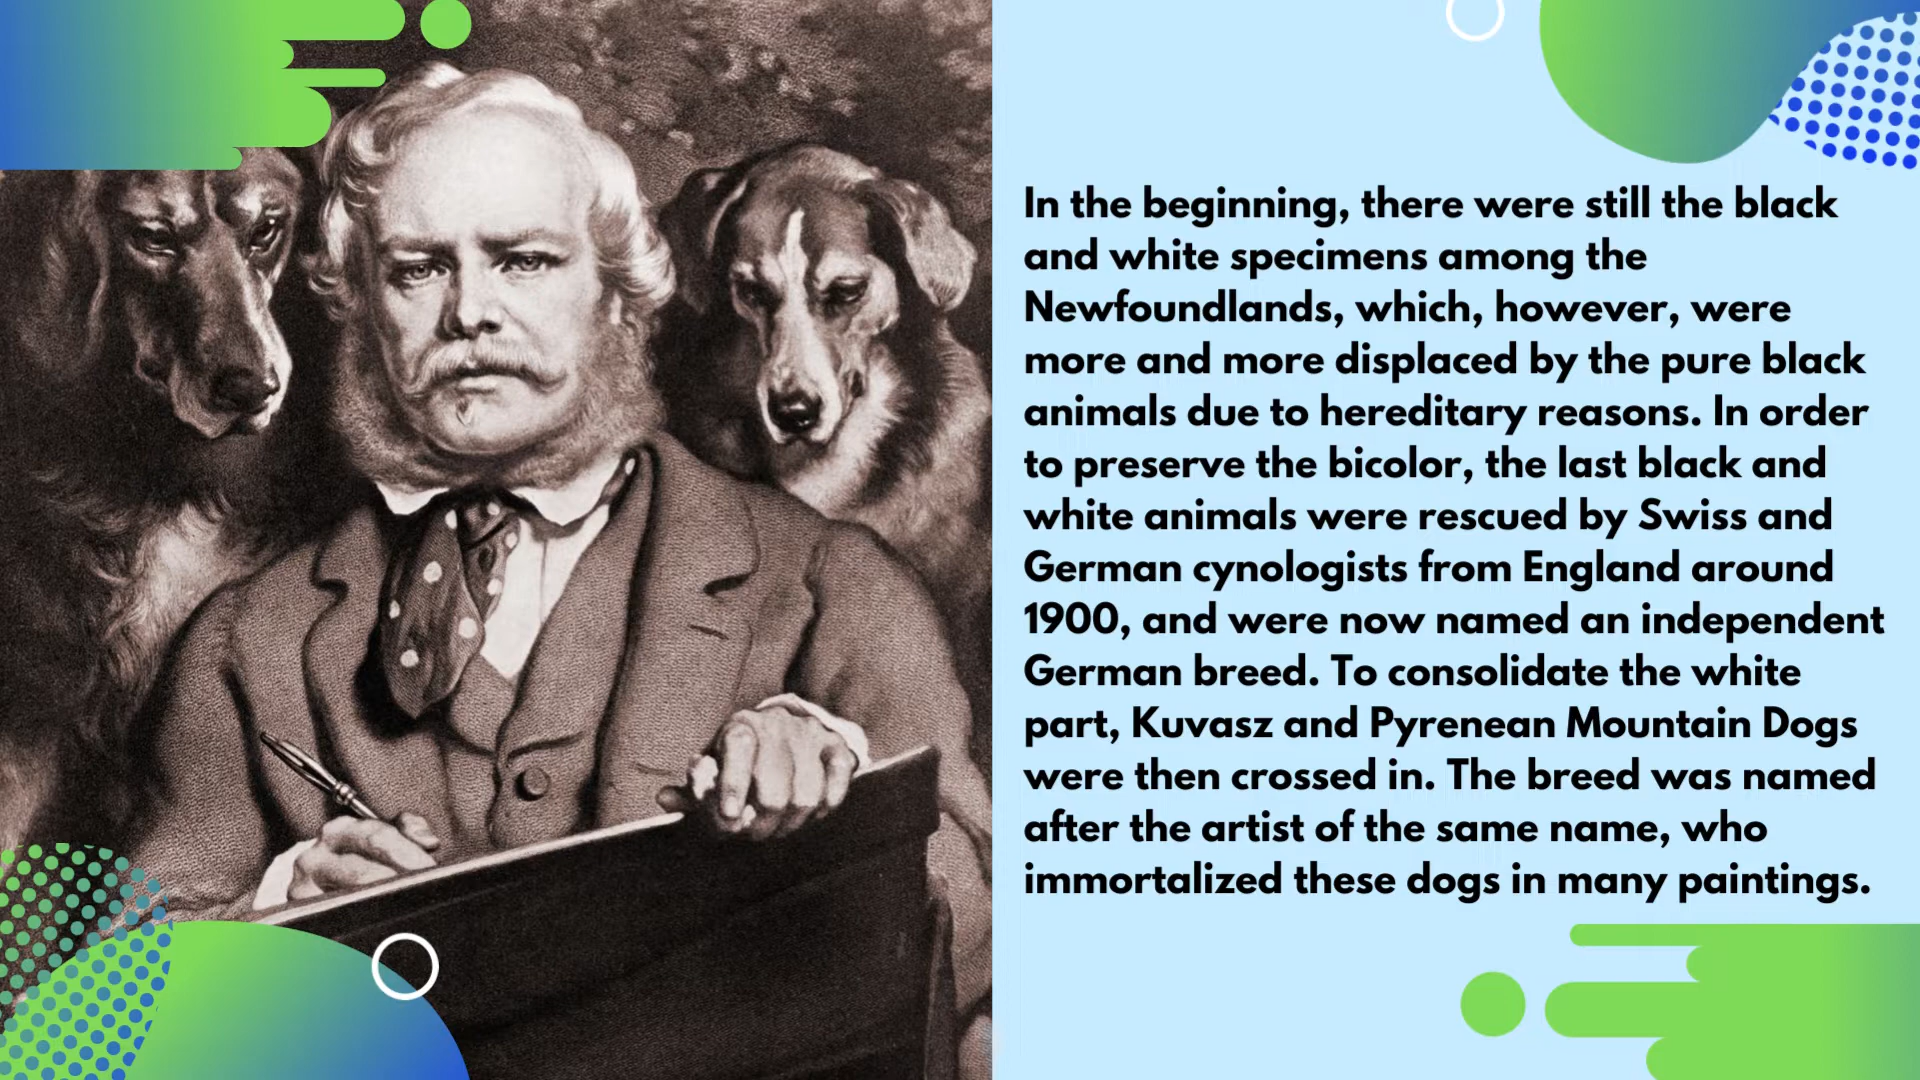 In the beginning, there were still the black
and white specimens among the
Newfoundlands, which, however, were
more and more displaced by the pure black
animals due to hereditary reasons. In order
to preserve the bicolor, the last black and
white animals were rescued by Swiss and
German cynologists from England around
1900, and were now named an independent
German breed. To consolidate the white
part, Kuvasz and Pyrenean Mountain Dogs
were then crossed in. The breed was named
after the artist of the same name, who
immortalized these dogs in many paintings.